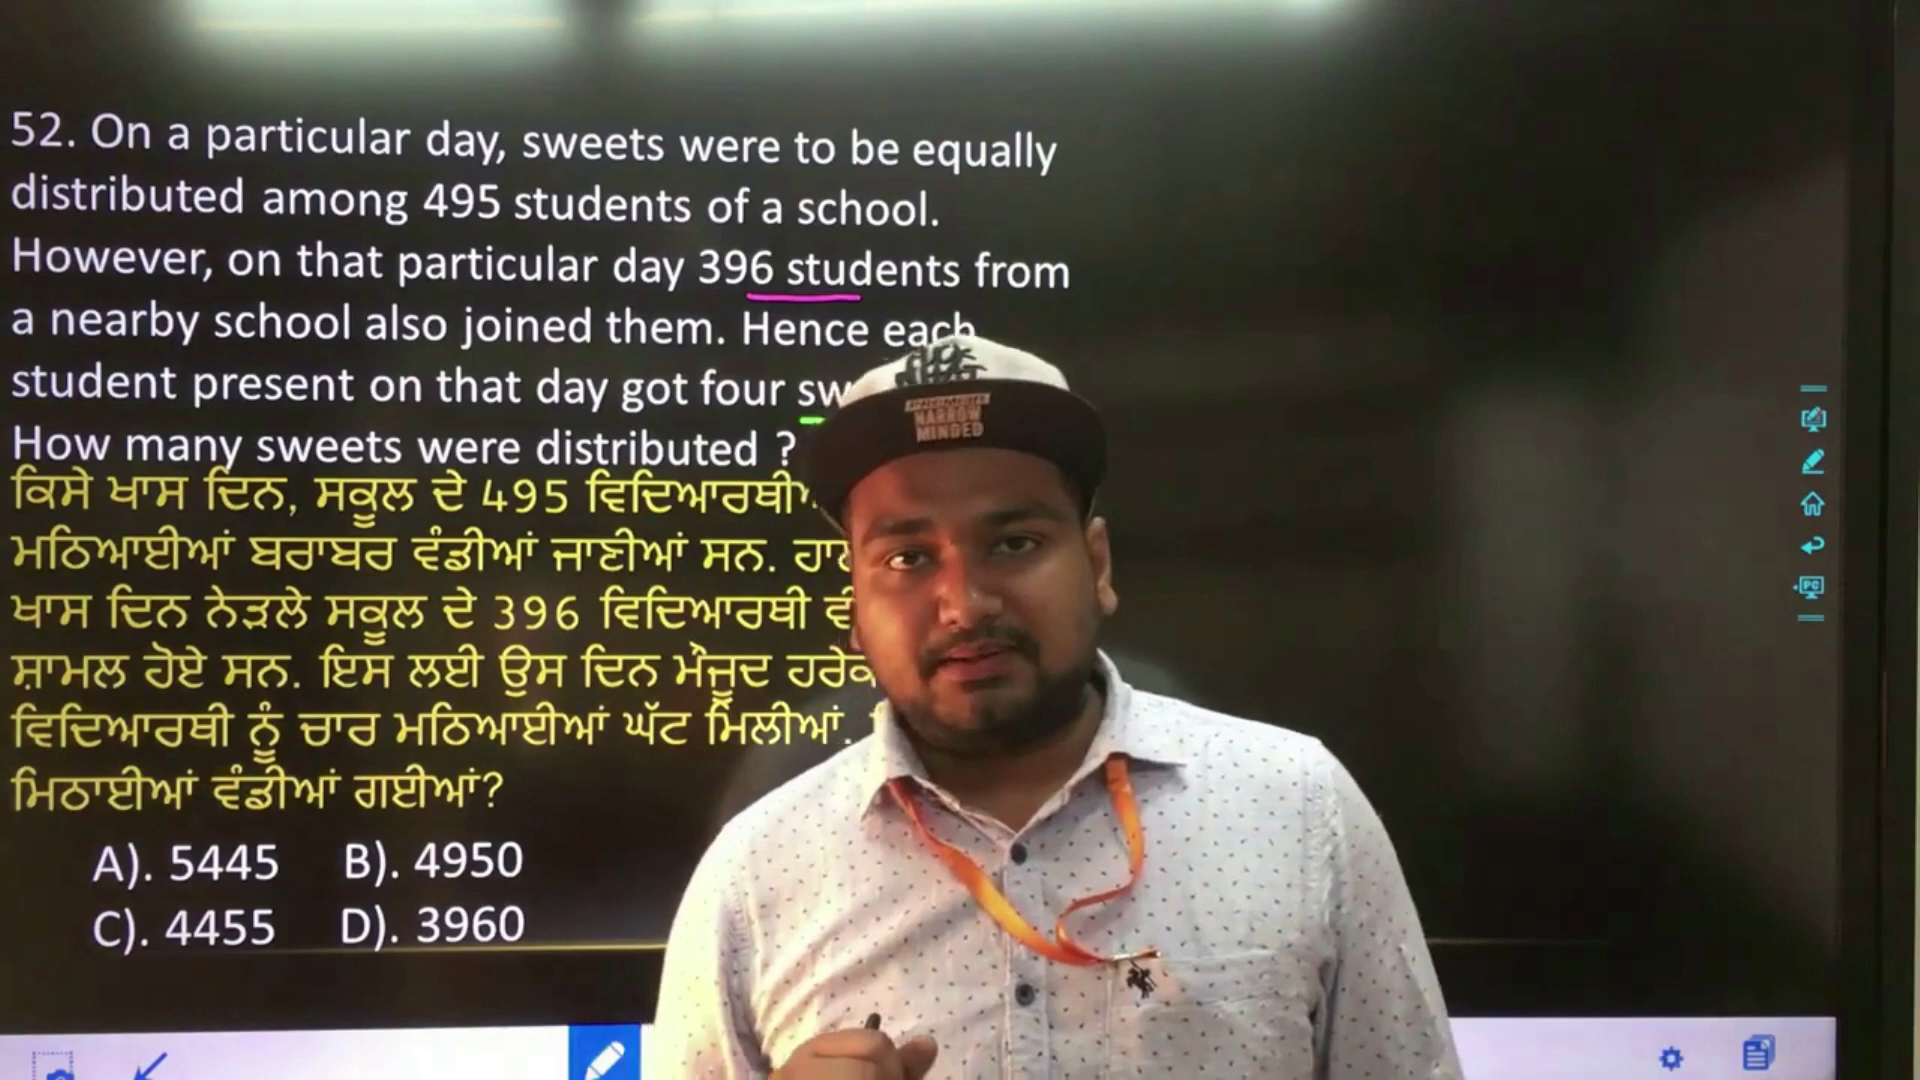 52. On a particular day, sweets were to be equally
distributed among 495 students of a school.
However, on that particular day 396 students from
a nearby school also joined them. Hence each
student present on that day got four
How many sweets were distributed ?
ਕਿਸੇ ਖਾਸ ਦਿਨ, ਸਕੂਲ ਦੇ 495
ਮਠਿਆਈਆਂ ਬਰਾਬਰ ਵੰਡੀਆਂ ਜਾਣੀਆਂ ਸਨ.
ਖਾਸ ਦਿਨ ਨੇੜਲੇ ਸਕੂਲ ਦੇ 396 ਵਿਦਿਆਰਥੀ
ਸ਼ਾਮਲ ਹੋਏ ਸਨ. ਇਸ ਲਈ ਉਸ ਦਿਨ ਮੌਜੂਦ
ਵਿਦਿਆਰਥੀ ਨੂੰ ਚਾਰ ਮਠਿਆਈਆਂ ਘੱਟ ਮਿਲੀਆਂ.
ਮਿਠਾਈਆਂ ਵੰਡੀਆਂ ਗਈਆਂ?
A). 5445 B). 4950
C). 4455 D). 3960
NARROW
MINDED
PC